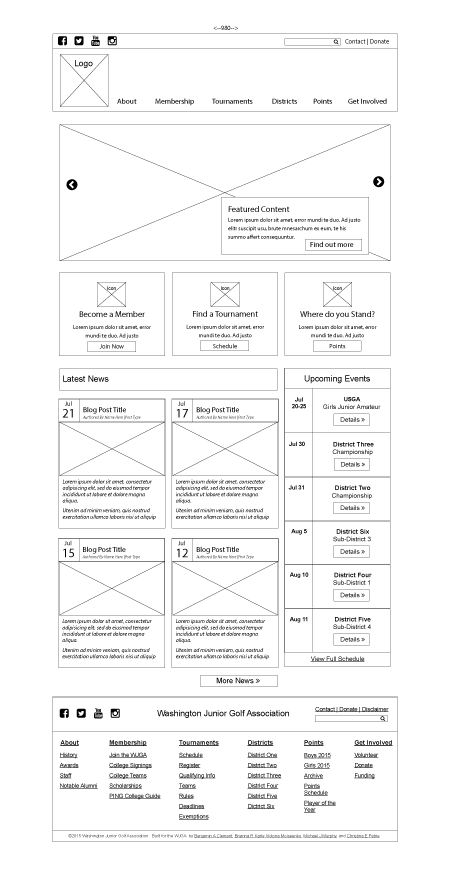 <--980-->
Contact | Donate
Logo
About Membership Tournaments Districts Points Get Involved
Featured Content
Lorem ipsum dolor sit amet, error mundi te duo. Ad justo
elitr suscipit usu, brute mnesarchum ex eum, te his
summo affert consequuntur.
Find out more
Icon
Become a Member
Lorem ipsum dolor sit amet, error
mundi te duo. Ad justo
Join Now
Icon
Find a Tournament
Lorem ipsum dolor sit amet, error
mundi te duo. Ad justo
Schedule
Icon
Where do you Stand?
Lorem ipsum dolor sit amet, error
mundi te duo. Ad justo
Points
Latest News
Jul
21
Blog Post Title
Authored By Name Here | Post Type
Lorem ipsum dolor sit amet, consectetur
adipiscing elit, sed do eiusmod tempor
incididunt ut labore et dolore magna
aliqua.
Utenim ad minim veniam, quis nostrud
exercitation ullamco laboris nisi ut aliquip
Jul
17
Blog Post Title
Authored By Name Here | Post Type
Lorem ipsum dolor sit amet, consectetur
adipiscing elit, sed do eiusmod tempor
incididunt ut labore et dolore magna
aliqua.
Utenim ad minim veniam, quis nostrud
exercitation ullamco laboris nisi ut aliquip
Jul
15
Blog Post Title
Authored By Name Here | Post Type
Lorem ipsum dolor sit amet, consectetur
adipiscing elit, sed do eiusmod tempor
incididunt ut labore et dolore magna
aliqua.
Utenim ad minim veniam, quis nostrud
exercitation ullamco laboris nisi ut aliquip
Jul
12
Blog Post Title
Authored By Name Here | Post Type
Lorem ipsum dolor sit amet, consectetur
adipiscing elit, sed do eiusmod tempor
incididunt ut labore et dolore magna
aliqua.
Utenim ad minim veniam, quis nostrud
exercitation ullamco laboris nisi ut aliquip
More News »
Upcoming Events
Jul
20-25
USGA
Girls Junior Amateur
Details »
Jul 30
District Three
Championship
Details »
Jul 31
District Two
Championship
Details »
Aug 5
District Six
Sub-District 3
Details »
Aug 10
District Four
Sub-District 1
Details »
Aug 11
District Five
Sub-District 4
Details »
View Full Schedule
Washington Junior Golf Association
Contact | Donate | Disclaimer
About
History
Awards
Staff
Notable Alumni
Membership
Join the WJGA
College Signings
College Teams
Scholarships
PING College Guide
Tournaments
Schedule
Register
Qualifying Info
Teams
Rules
Deadlines
Exemptions
Districts
District One
District Two
District Three
District Four
District Five
District Six
Points
Boys 2015
Girls 2015
Archive
Points
Schedule
Player of the
Year
Get Involved
Volunteer
Donate
Funding
©2015 Washington Junior Golf Association Built for the WJGA by Benjamin A Clement,